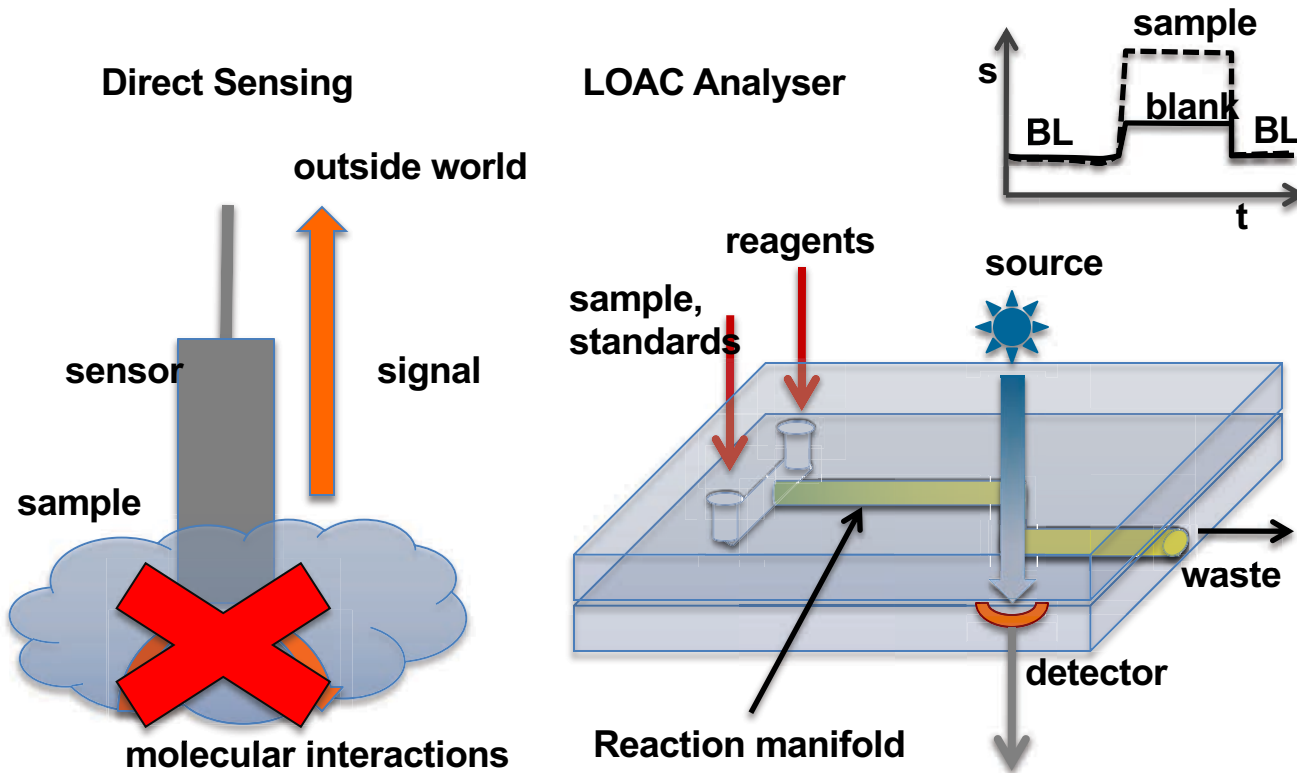 Direct Sensing
outside world
sensor
signal
sample
molecular interactions
LOAC Analyser
reagents
sample,
standards
source
waste
detector
Reaction manifold
sample
s
blank
BL
BL
t